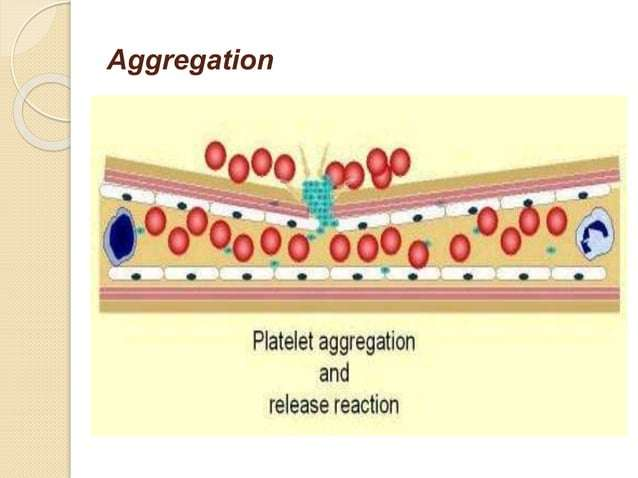 Aggregation
Platelet aggregation
and
release reaction